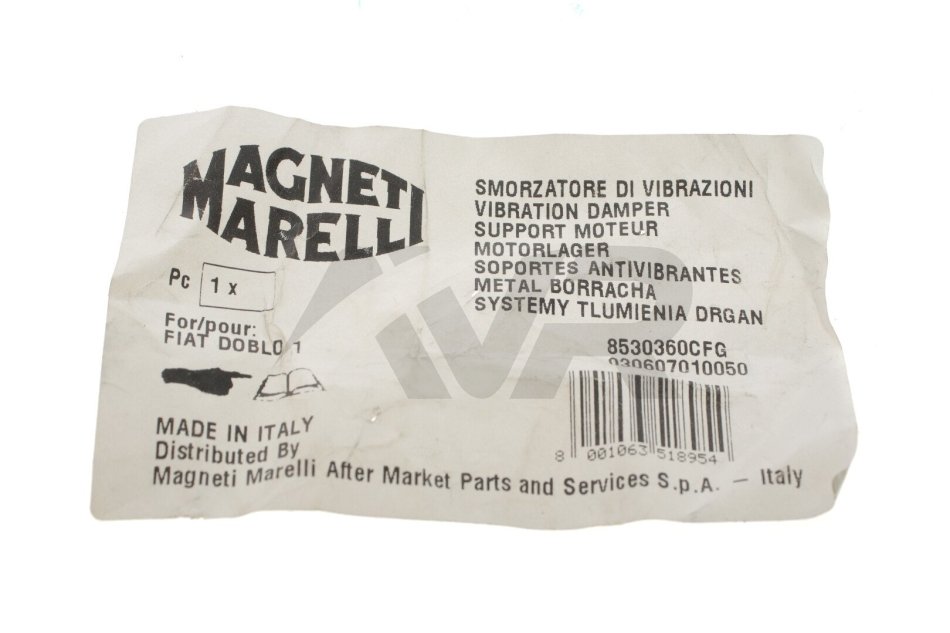 MAGNETI
MARELLI
Pc 1 x
For/pour:
FIAT DOBLO 1
SMORZATORE DI VIBRAZIONI
VIBRATION DAMPER
SUPPORT MOTEUR
MOTORLAGER
SOPORTES ANTIVIBRANTES
METAL BORRACHA
SYSTEMY TLUMIENIA DRGAN
8530360CFG
030607010050
8 001063 518954
MADE IN ITALY
Distributed By
Magneti Marelli After Market Parts and Services S.p.A. – Italy
IVR